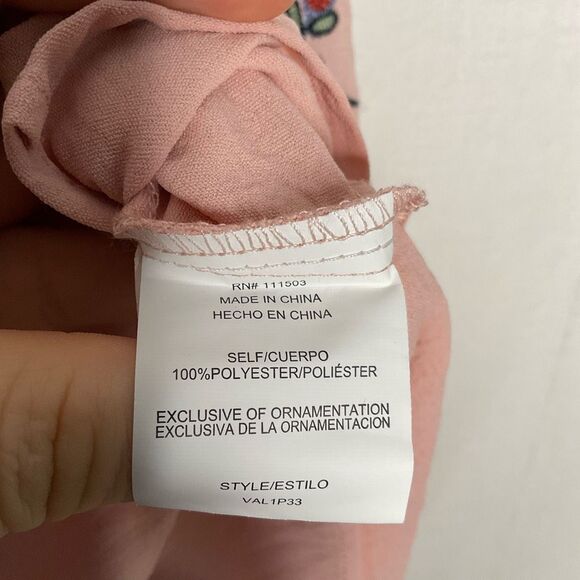 RN# 111503
MADE IN CHINA
HECHO EN CHINA
SELF/CUERPO
100%POLYESTER/POLIÉSTER
EXCLUSIVE OF ORNAMENTATION
EXCLUSIVA DE LA ORNAMENTACION
STYLE/ESTILO
VAL1P33